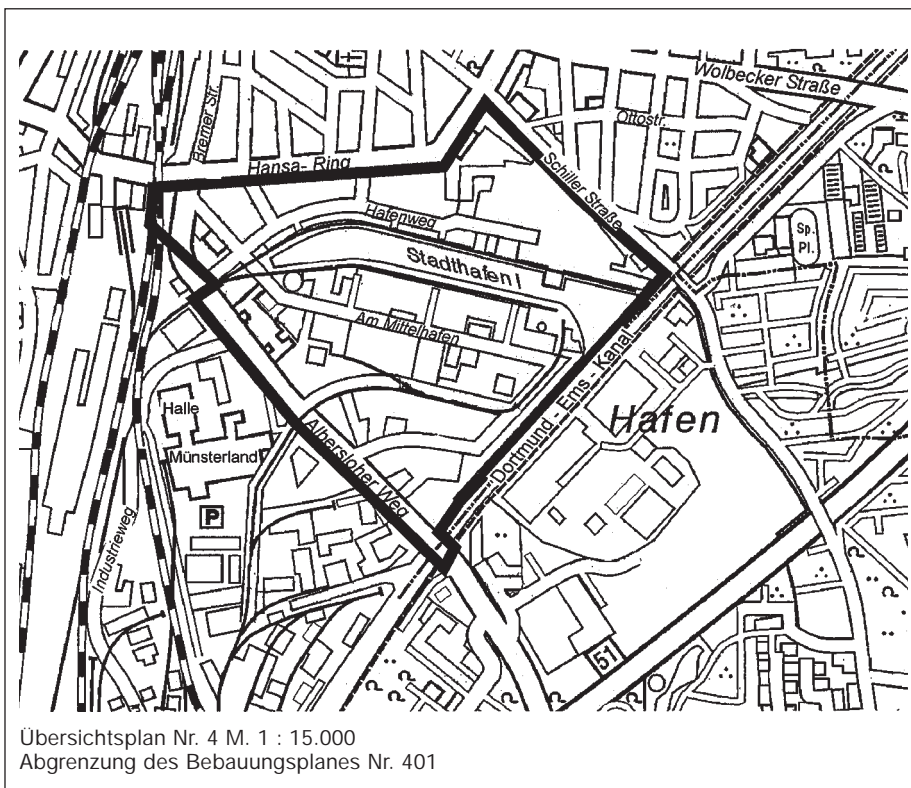 Wolbecker Straße
Ottostr.
Bremer Str.
Schiller Straße
Hansa- Ring
Hafenweg
Sp.
Pl.
Stadthafen I
Am Mittelhafen
Dortmund - Ems - Kanal
Hafen
Halle
Münsterland
Albersloher Weg
P
Industrieweg
51
Übersichtsplan Nr. 4 M. 1 : 15.000
Abgrenzung des Bebauungsplanes Nr. 401